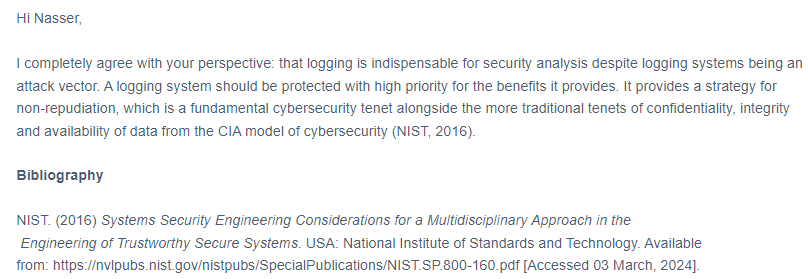 Hi Nasser,
I completely agree with your perspective: that logging is indispensable for security analysis despite logging systems being an
attack vector. A logging system should be protected with high priority for the benefits it provides. It provides a strategy for
non-repudiation, which is a fundamental cybersecurity tenet alongside the more traditional tenets of confidentiality, integrity
and availability of data from the CIA model of cybersecurity (NIST, 2016).
Bibliography
NIST. (2016) Systems Security Engineering Considerations for a Multidisciplinary Approach in the
Engineering of Trustworthy Secure Systems. USA: National Institute of Standards and Technology. Available
from: https://nvlpubs.nist.gov/nistpubs/SpecialPublications/NIST.SP.800-160.pdf [Accessed 03 March, 2024].